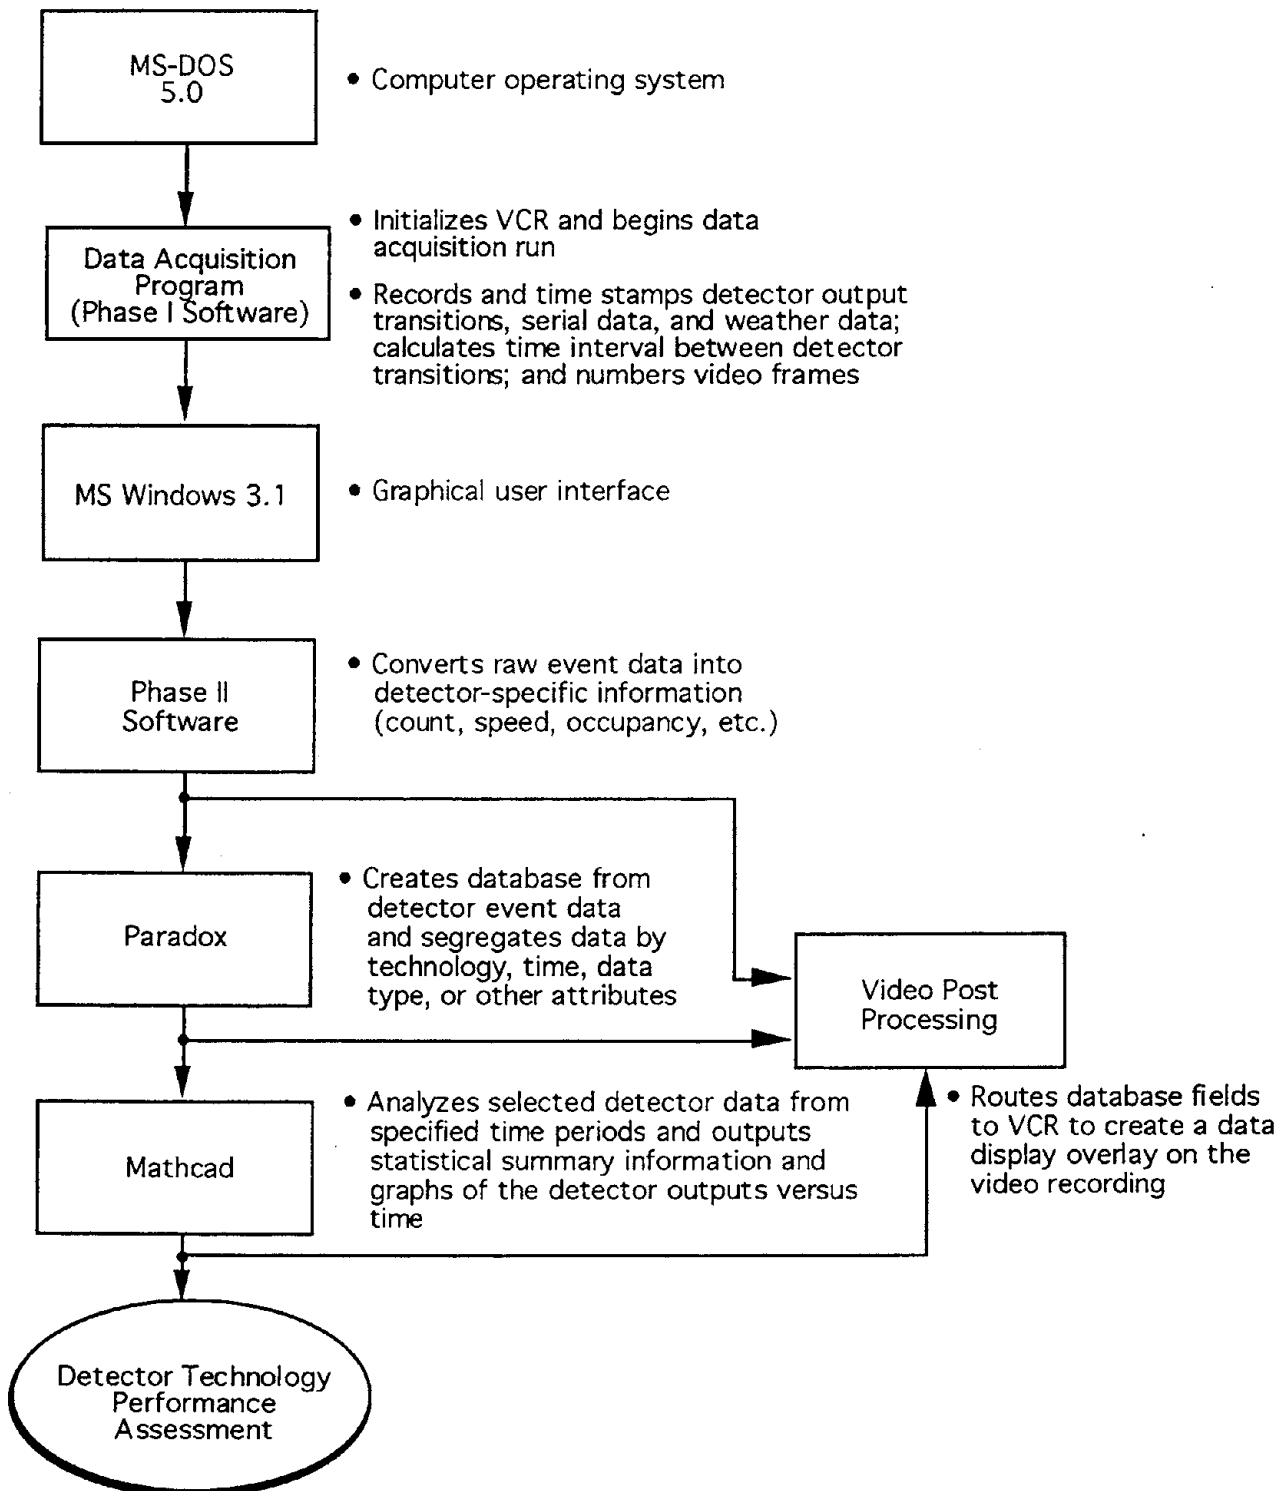 MS-DOS
5.0
• Computer operating system
• Initializes VCR and begins data
acquisition run
Data Acquisition
Program
(Phase I Software)
• Records and time stamps detector output
transitions, serial data, and weather data;
calculates time interval between detector
transitions; and numbers video frames
MS Windows 3.1
• Graphical user interface
Phase II
Software
• Converts raw event data into
detector-specific information
(count, speed, occupancy, etc.)
Paradox
• Creates database from
detector event data
and segregates data by
technology, time, data
type, or other attributes
Video Post
Processing
• Routes database fields
to VCR to create a data
display overlay on the
video recording
Mathcad
• Analyzes selected detector data from
specified time periods and outputs
statistical summary information and
graphs of the detector outputs versus
time
Detector Technology
Performance
Assessment